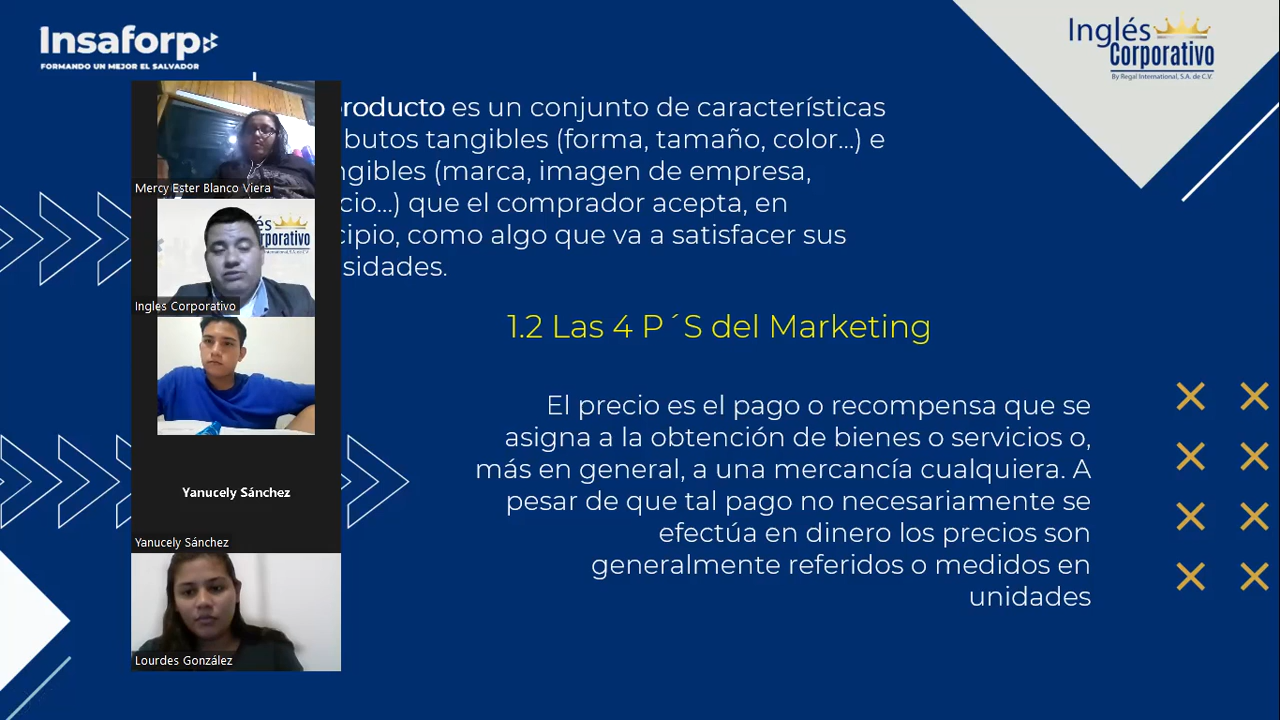 Insaforp
FORMANDO UN MEJOR EL SALVADOR
Inglés
Corporativo
By Regal International, S.A. de C.V.
producto es un conjunto de características
butos tangibles (forma, tamaño, color...) e
ngibles (marca, imagen de empresa,
cio...) que el comprador acepta, en
cipio, como algo que va a satisfacer sus
sidades.
1.2 Las 4 P´S del Marketing
El precio es el pago o recompensa que se
asigna a la obtención de bienes o servicios o,
más en general, a una mercancía cualquiera. A
pesar de que tal pago no necesariamente se
efectúa en dinero los precios son
generalmente referidos o medidos en
unidades
Mercy Ester Blanco Viera
Ingles Corporativo
Yanucely Sánchez
Yanucely Sánchez
Lourdes González